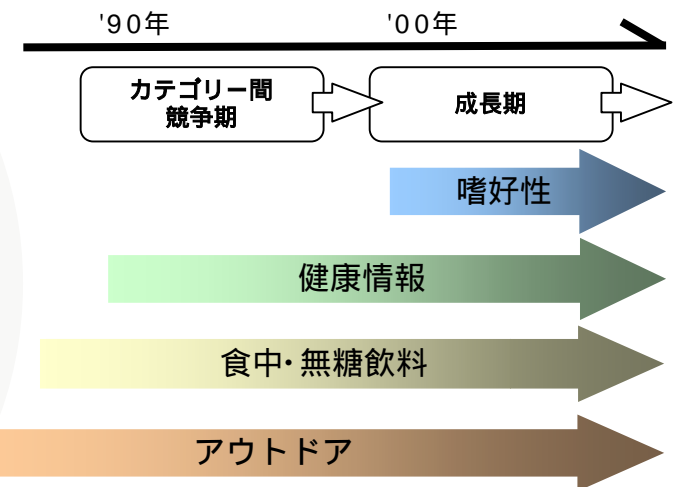 '90年 '00年
カテゴリー間
競争期
成長期
嗜好性
健康情報
食中･無糖飲料
アウトドア